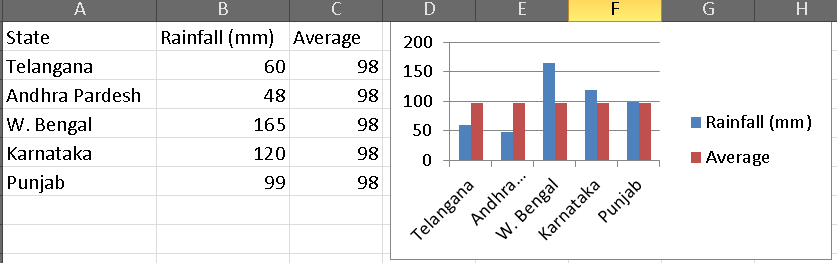 A B C D E F G H
State Rainfall (mm) Average
Telangana 60 98
Andhra Pardesh 48 98
W. Bengal 165 98
Karnataka 120 98
Punjab 99 98
200
150
100
50
0
Telangana
Andhra...
W. Bengal
Karnataka
Punjab
Rainfall (mm)
Average